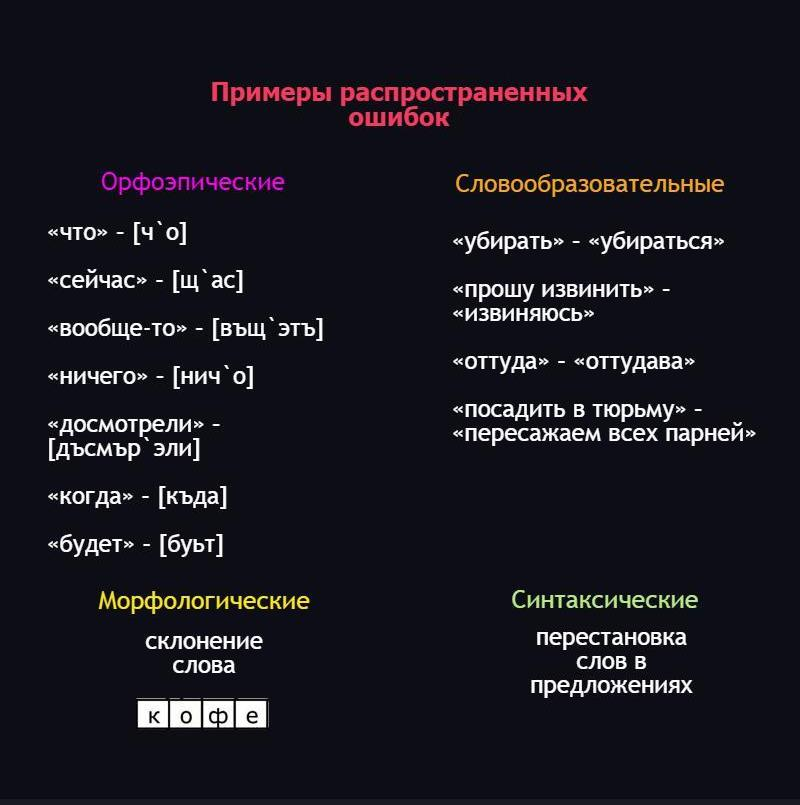 Примеры распространенных
ошибок
Орфоэпические
«что» – [ч`о]
«сейчас» – [щ`ас]
«вообще-то» – [въщ`этъ]
«ничего» – [нич`о]
«досмотрели» –
[дъсмър`эли]
«когда» – [къда]
«будет» – [буьт]
Словообразовательные
«убирать» – «убираться»
«прошу извинить» –
«извиняюсь»
«оттуда» – «оттудава»
«посадить в тюрьму» –
«пересажаем всех парней»
Морфологические
склонение
слова
кофе
Синтаксические
перестановка
слов в
предложениях